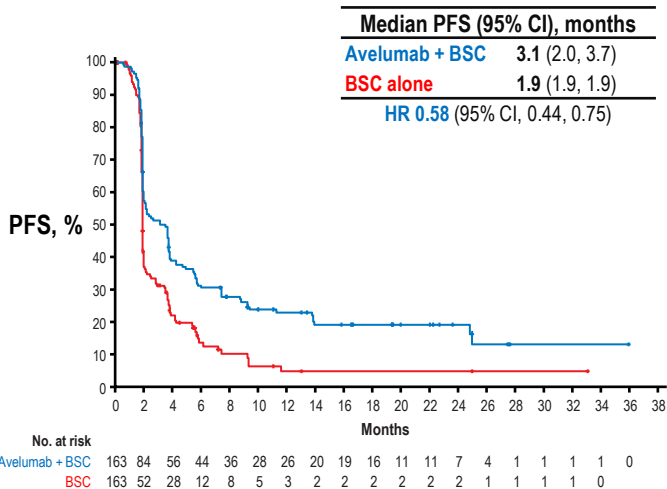 Median PFS (95% CI), months
Avelumab + BSC 3.1 (2.0, 3.7)
BSC alone 1.9 (1.9, 1.9)
HR 0.58 (95% CI, 0.44, 0.75)
PFS, %
100
90
80
70
60
50
40
30
20
10
0
0 2 4 6 8 10 12 14 16 18 20 22 24 26 28 30 32 34 36 38
Months
No. at risk
Avelumab + BSC 163 84 56 44 36 28 26 20 19 16 11 11 7 4 1 1 1 1 0
BSC 163 52 28 12 8 5 3 2 2 2 2 2 2 1 1 1 1 0